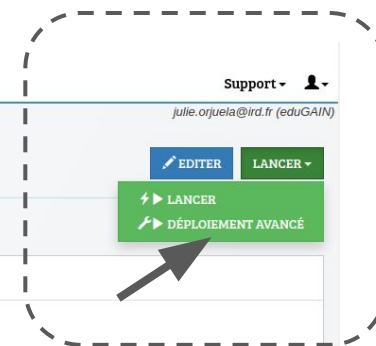 Support
julie.orjuela@ird.fr (eduGAIN)
EDITER LANCER
LANCER
DÉPLOIEMENT AVANCÉ